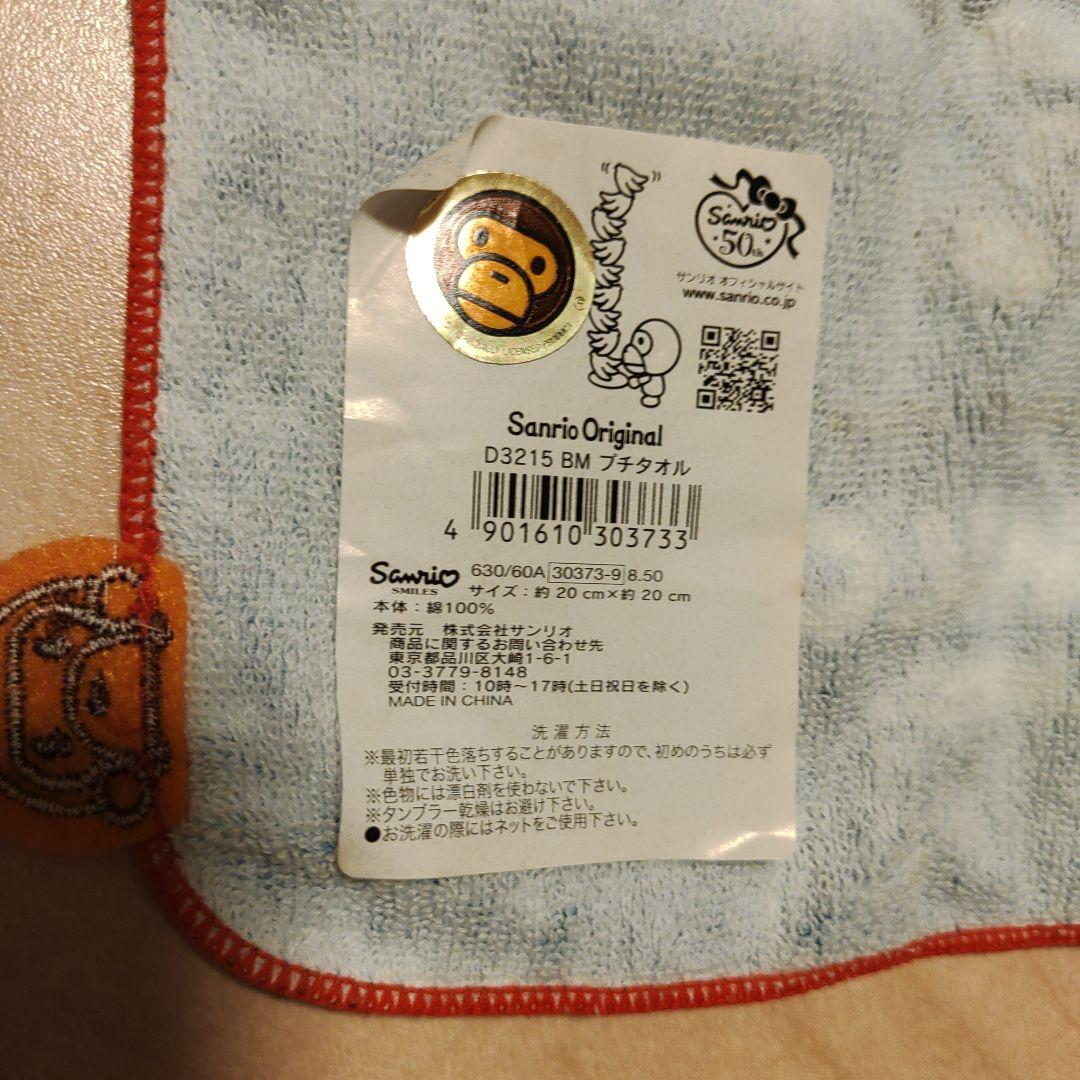 OFFICIALLY LICENSED PRODUCT
Sanrio
50th
サンリオ オフィシャルサイト
www.sanrio.co.jp
Sanrio Original
D3215 BM プチタオル
4 901610 303733
Sanrio
SMILES
630/60A 30373-9 8.50
サイズ：約 20 cm×約 20 cm
本体：綿100%
発売元　株式会社サンリオ
商品に関するお問い合わせ先
東京都品川区大崎1-6-1
03-3779-8148
受付時間：10時～17時(土日祝日を除く)
MADE IN CHINA
洗濯方法
※最初若干色落ちすることがありますので、初めのうちは必ず
単独でお洗い下さい。
※色物には漂白剤を使わないで下さい。
※タンブラー乾燥はお避け下さい。
●お洗濯の際にはネットをご使用下さい。